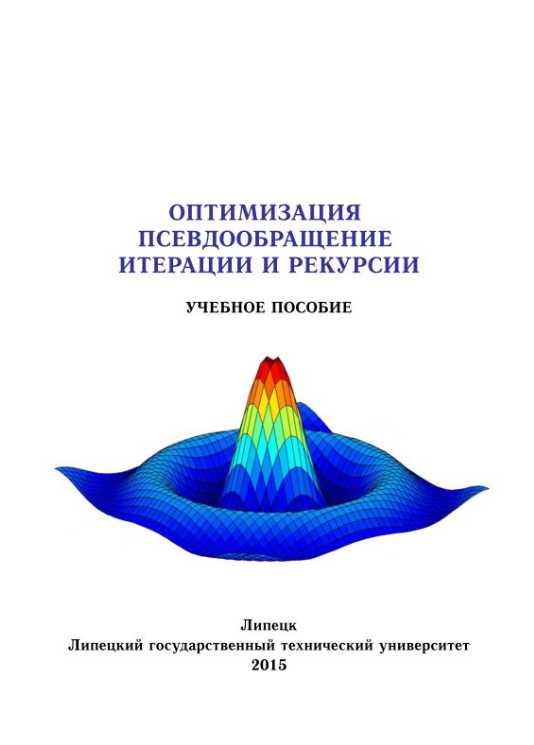 ОПТИМИЗАЦИЯ
ПСЕВДООБРАЩЕНИЕ
ИТЕРАЦИИ И РЕКУРСИИ
УЧЕБНОЕ ПОСОБИЕ
Липецк
Липецкий государственный технический университет
2015